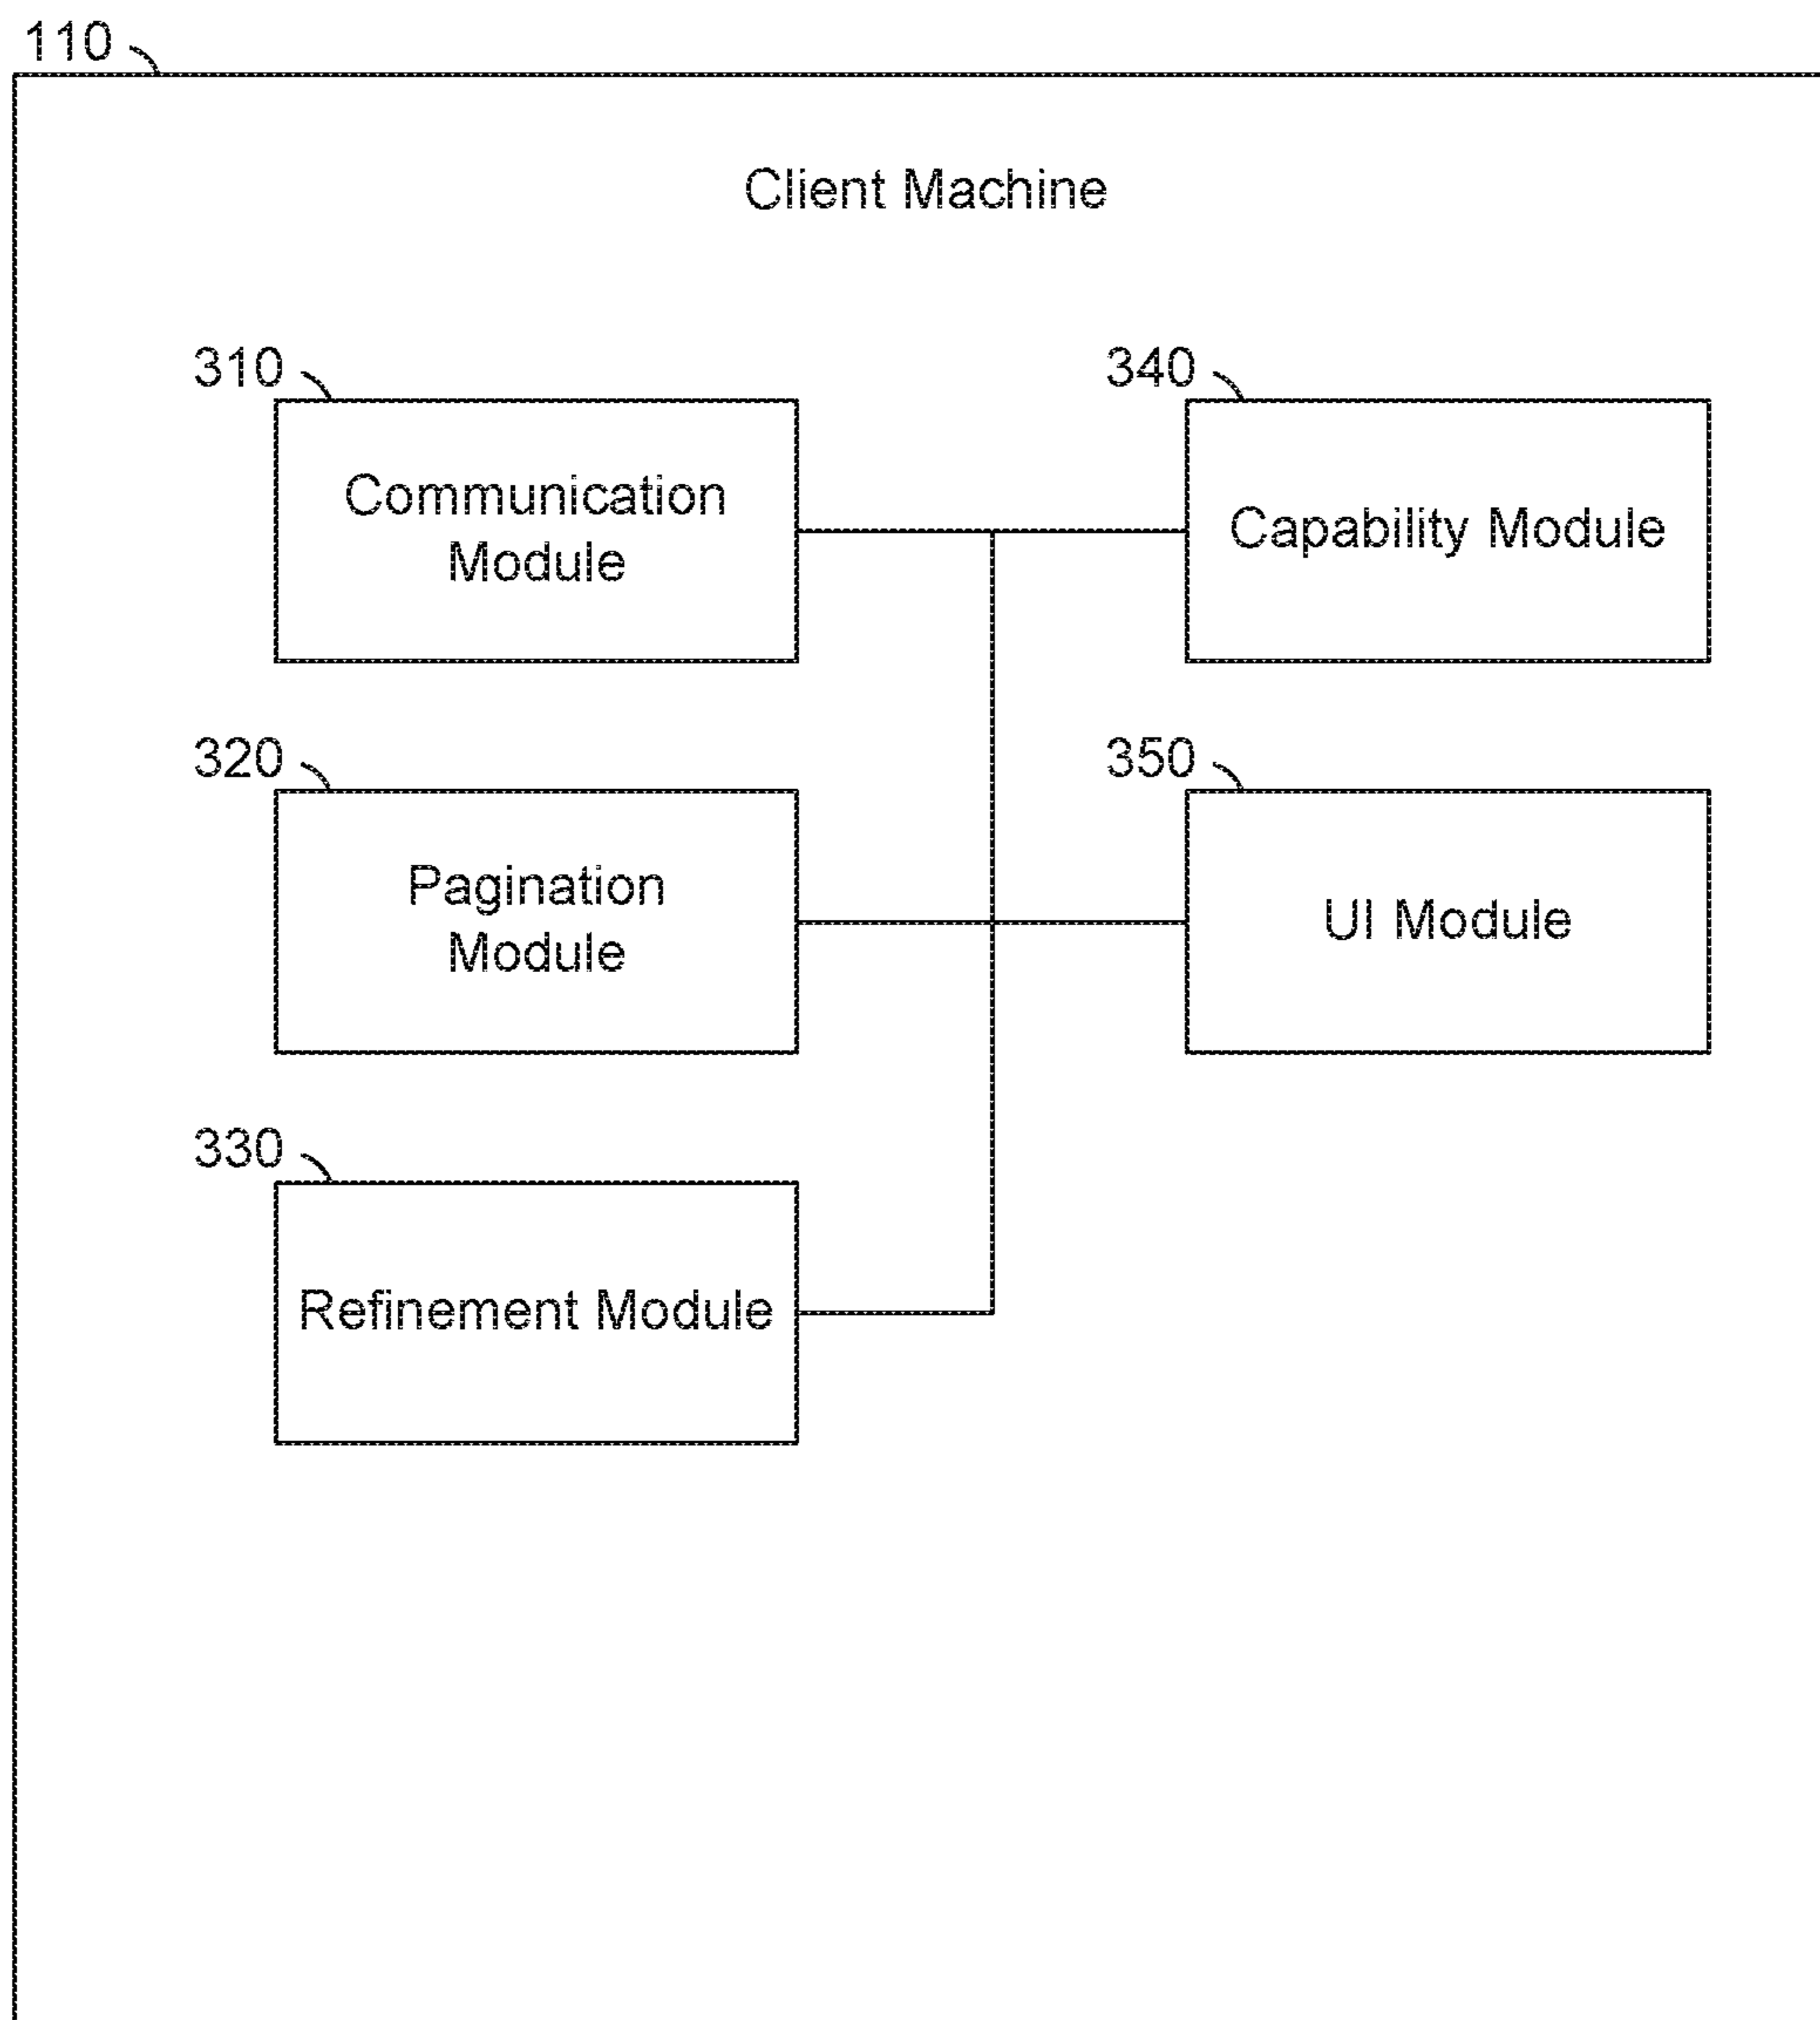 110
Client Machine
310
Communication
Module
340
Capability Module
320
Pagination
Module
350
UI Module
330
Refinement Module